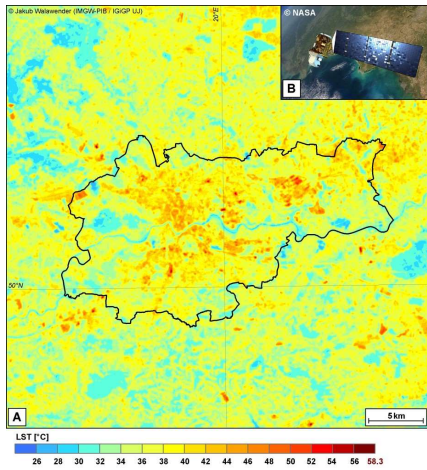 © Jakub Walawender (IMGW-PIB / IGiGP UJ)
20°E
© NASA
B
50°N
A
5 km
LST [°C]
26 28 30 32 34 36 38 40 42 44 46 48 50 52 54 56 58.3